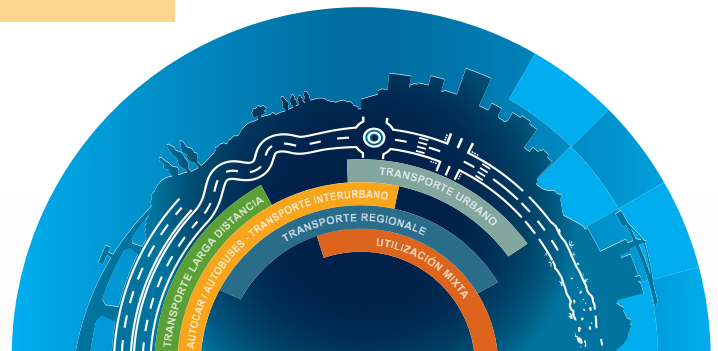 TRANSPORTE LARGA DISTANCIA
AUTOCAR / AUTOBUSES - TRANSPORTE INTERURBANO
TRANSPORTE REGIONALE
TRANSPORTE URBANO
UTILIZACIÓN MIXTA